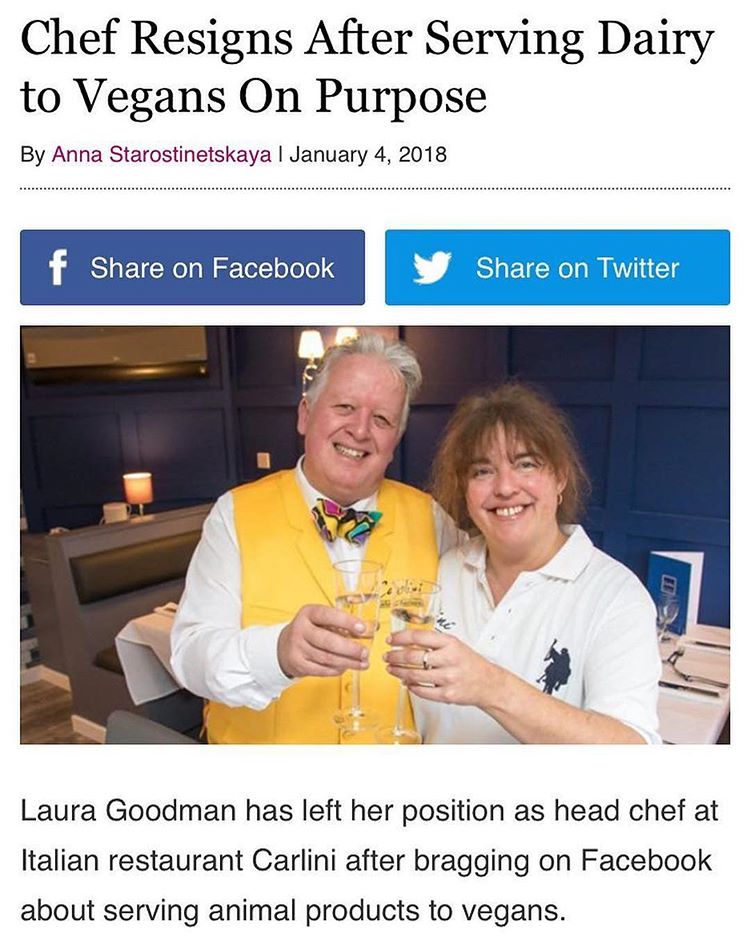 Chef Resigns After Serving Dairy
to Vegans On Purpose
By Anna Starostinetskaya | January 4, 2018
f Share on Facebook
Share on Twitter
Laura Goodman has left her position as head chef at
Italian restaurant Carlini after bragging on Facebook
about serving animal products to vegans.